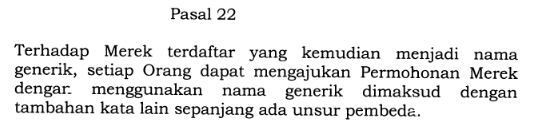 Pasal 22
Terhadap Merek terdaftar yang kemudian menjadi nama
generik, setiap Orang dapat mengajukan Permohonan Merek
dengan menggunakan nama generik dimaksud dengan
tambahan kata lain sepanjang ada unsur pembeda.